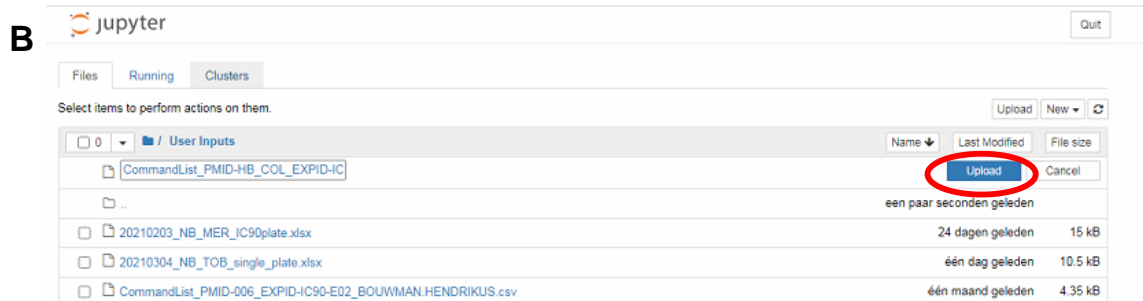 B
jupyter Quit
Files Running Clusters
Select items to perform actions on them. Upload New
0 / User Inputs Name Last Modified File size
CommandList_PMID-HB_COL_EXPID-IC Upload Cancel
.. een paar seconden geleden
20210203_NB_MER_IC90plate.xlsx 24 dagen geleden 15 kB
20210304_NB_TOB_single_plate.xlsx één dag geleden 10.5 kB
CommandList_PMID-006_EXPID-IC90-E02_BOUWMAN.HENDRIKUS.csv één maand geleden 4.35 kB